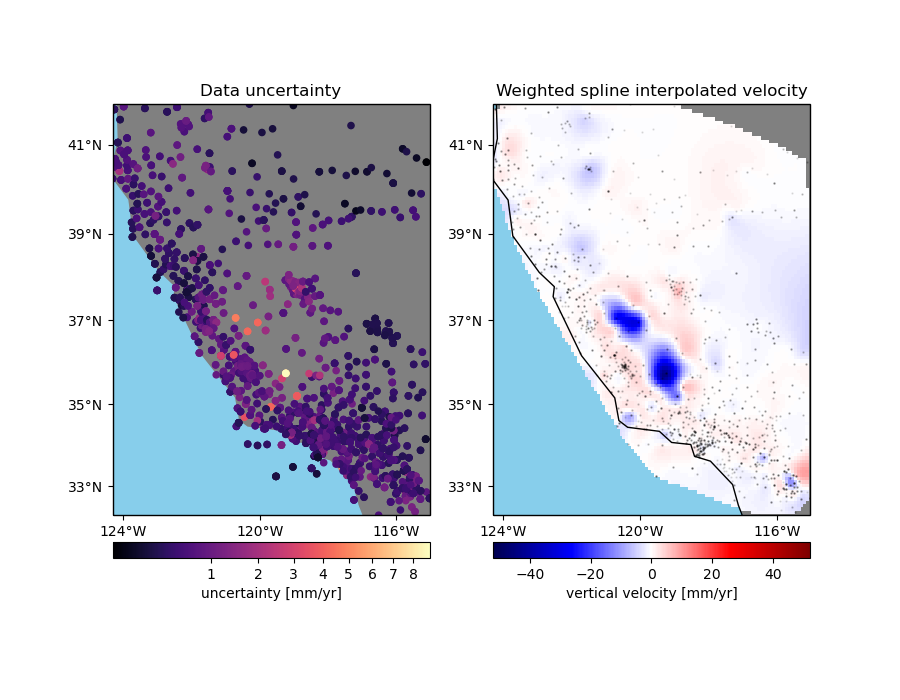 Data uncertainty
Weighted spline interpolated velocity
41°N
39°N
37°N
35°N
33°N
124°W 120°W 116°W
1 2 3 4 5 6 7 8
uncertainty [mm/yr]
41°N
39°N
37°N
35°N
33°N
124°W 120°W 116°W
−40 −20 0 20 40
vertical velocity [mm/yr]